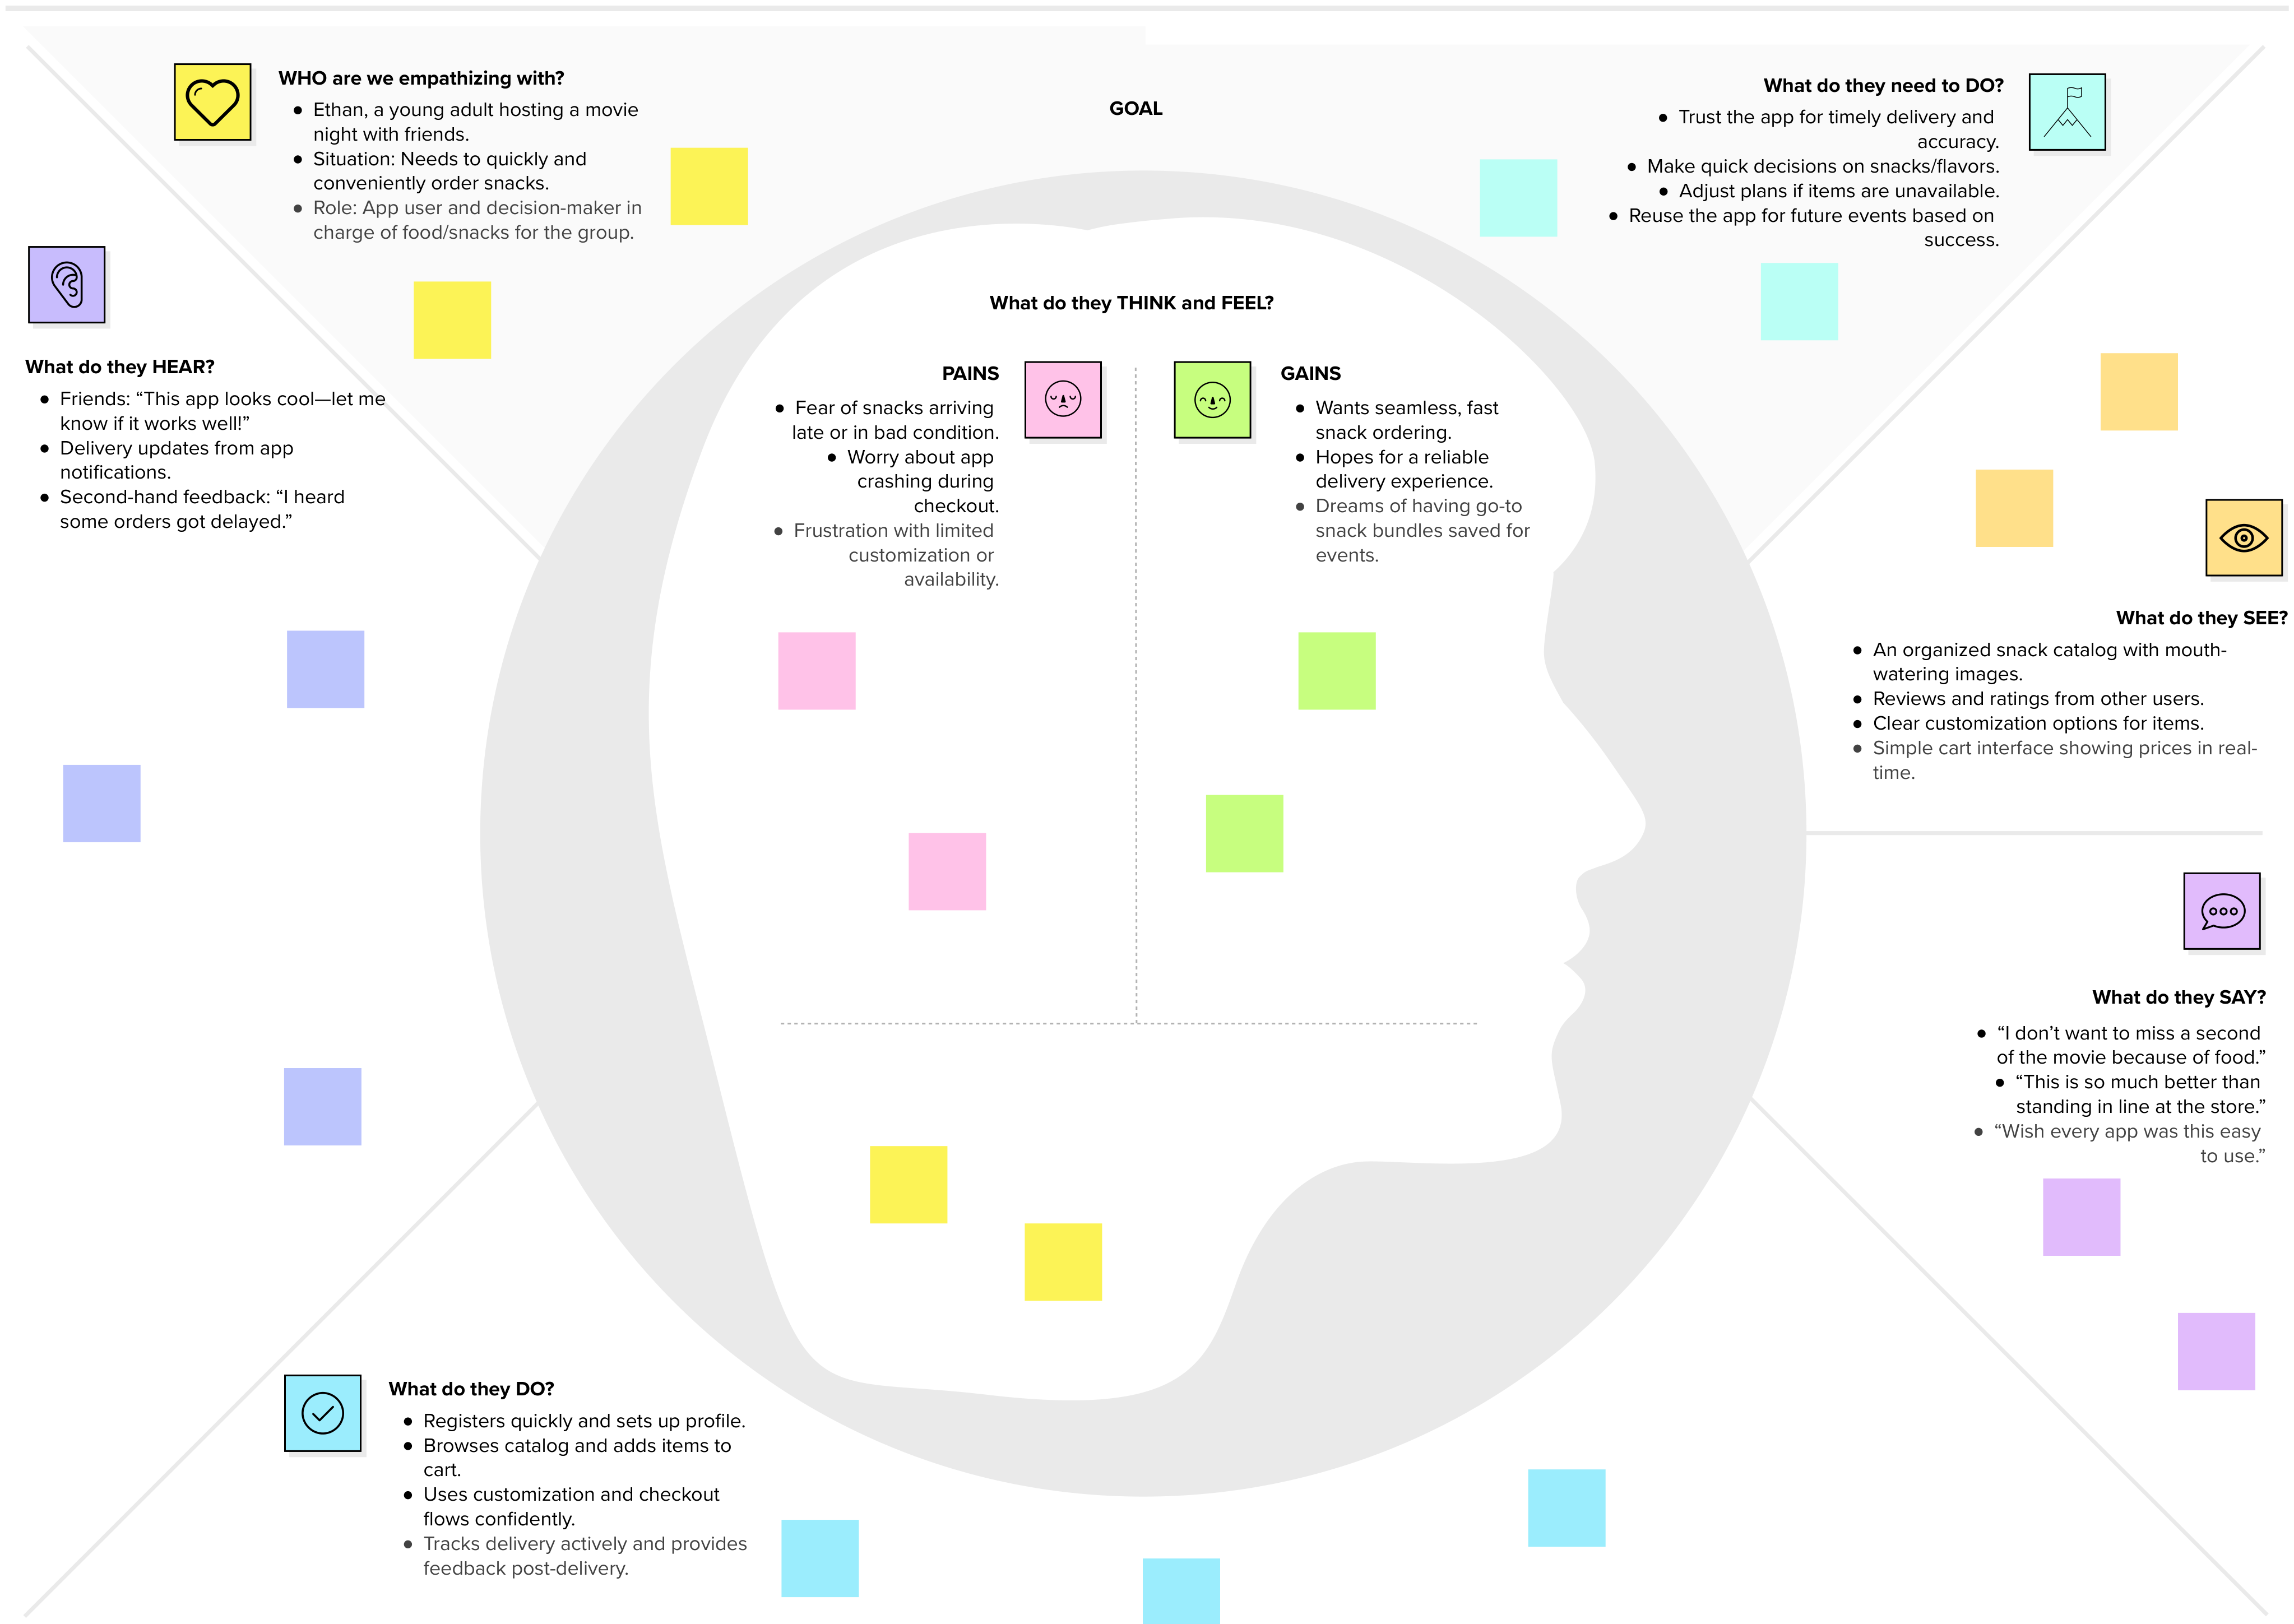 WHO are we empathizing with?
● Ethan, a young adult hosting a movie
night with friends.
● Situation: Needs to quickly and
conveniently order snacks.
● Role: App user and decision-maker in
charge of food/snacks for the group.
GOAL
What do they need to DO?
● Trust the app for timely delivery and
accuracy.
● Make quick decisions on snacks/flavors.
● Adjust plans if items are unavailable.
● Reuse the app for future events based on
success.
What do they HEAR?
● Friends: “This app looks cool—let me
know if it works well!”
● Delivery updates from app
notifications.
● Second-hand feedback: “I heard
some orders got delayed.”
What do they THINK and FEEL?
PAINS
● Fear of snacks arriving
late or in bad condition.
● Worry about app
crashing during
checkout.
● Frustration with limited
customization or
availability.
GAINS
● Wants seamless, fast
snack ordering.
● Hopes for a reliable
delivery experience.
● Dreams of having go-to
snack bundles saved for
events.
What do they SEE?
● An organized snack catalog with mouth-
watering images.
● Reviews and ratings from other users.
● Clear customization options for items.
● Simple cart interface showing prices in real-
time.
What do they SAY?
● “I don’t want to miss a second
of the movie because of food.”
● “This is so much better than
standing in line at the store.”
● “Wish every app was this easy
to use.”
What do they DO?
● Registers quickly and sets up profile.
● Browses catalog and adds items to
cart.
● Uses customization and checkout
flows confidently.
● Tracks delivery actively and provides
feedback post-delivery.